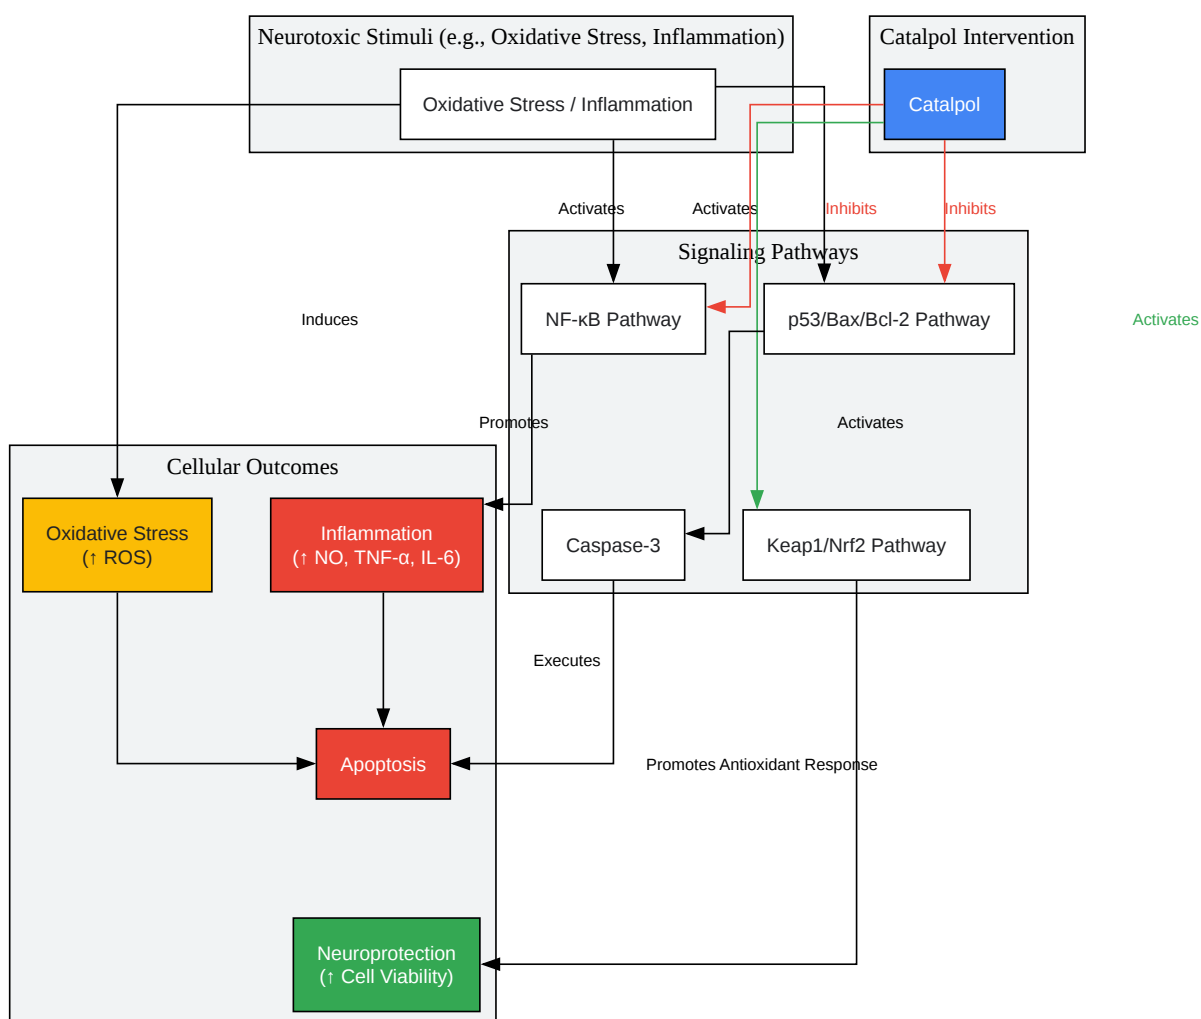 Neurotoxic Stimuli (e.g., Oxidative Stress, Inflammation)
Catalpol Intervention
Oxidative Stress / Inflammation
Catalpol
Activates
Activates
Inhibits
Inhibits
Signaling Pathways
Induces
NF-κB Pathway
p53/Bax/Bcl-2 Pathway
Activates
Promotes
Activates
Cellular Outcomes
Oxidative Stress
(↑ ROS)
Inflammation
(↑ NO, TNF-α, IL-6)
Caspase-3
Keap1/Nrf2 Pathway
Executes
Apoptosis
Promotes Antioxidant Response
Neuroprotection
(↑ Cell Viability)